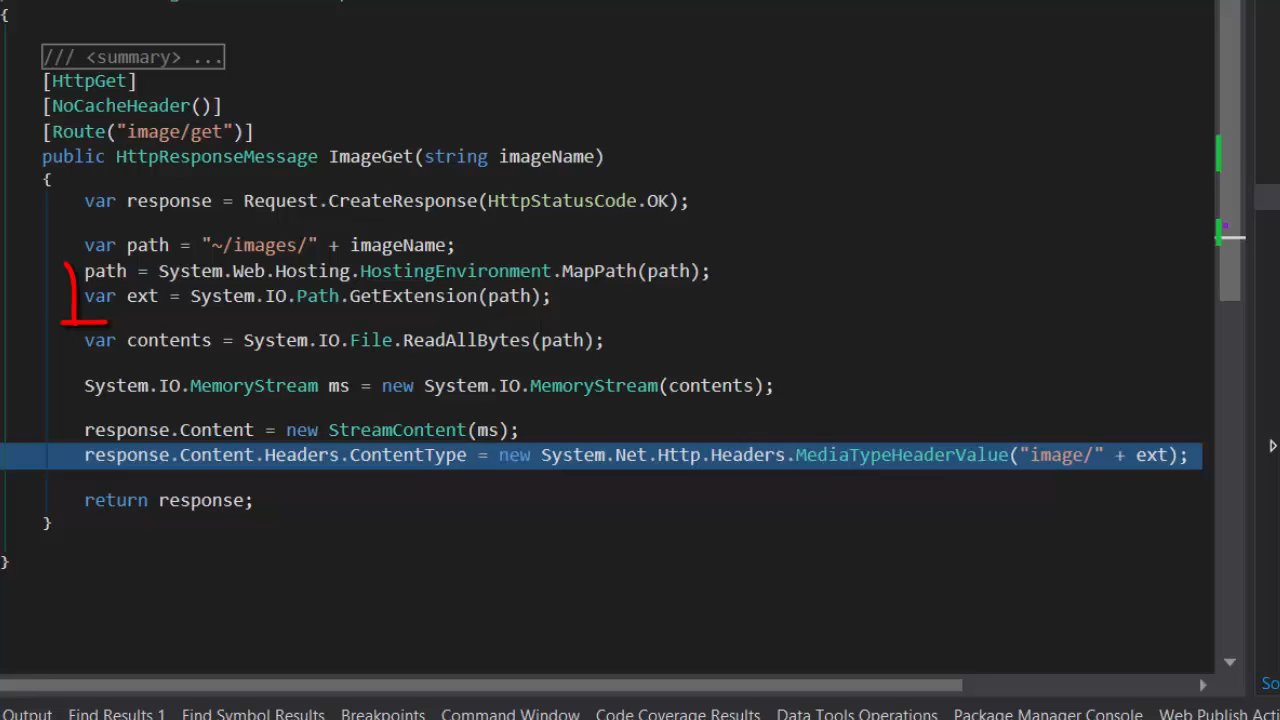 {
/// <summary> ...
[HttpGet]
[NoCacheHeader()]
[Route("image/get")]
public HttpResponseMessage ImageGet(string imageName)
{
var response = Request.CreateResponse(HttpStatusCode.OK);
var path = "~/images/" + imageName;
path = System.Web.Hosting.HostingEnvironment.MapPath(path);
var ext = System.IO.Path.GetExtension(path);
var contents = System.IO.File.ReadAllBytes(path);
System.IO.MemoryStream ms = new System.IO.MemoryStream(contents);
response.Content = new StreamContent(ms);
response.Content.Headers.ContentType = new System.Net.Http.Headers.MediaTypeHeaderValue("image/" + ext);
return response;
}
}
So
Output Find Results 1 Find Symbol Results Breakpoints Command Window Code Coverage Results Data Tools Operations Package Manager Console Web Publish Acti